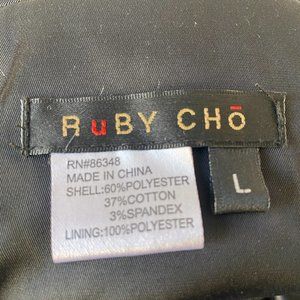 RuBY CHō
L
RN#86348
MADE IN CHINA
SHELL:60%POLYESTER
37%COTTON
3%SPANDEX
LINING:100%POLYESTER